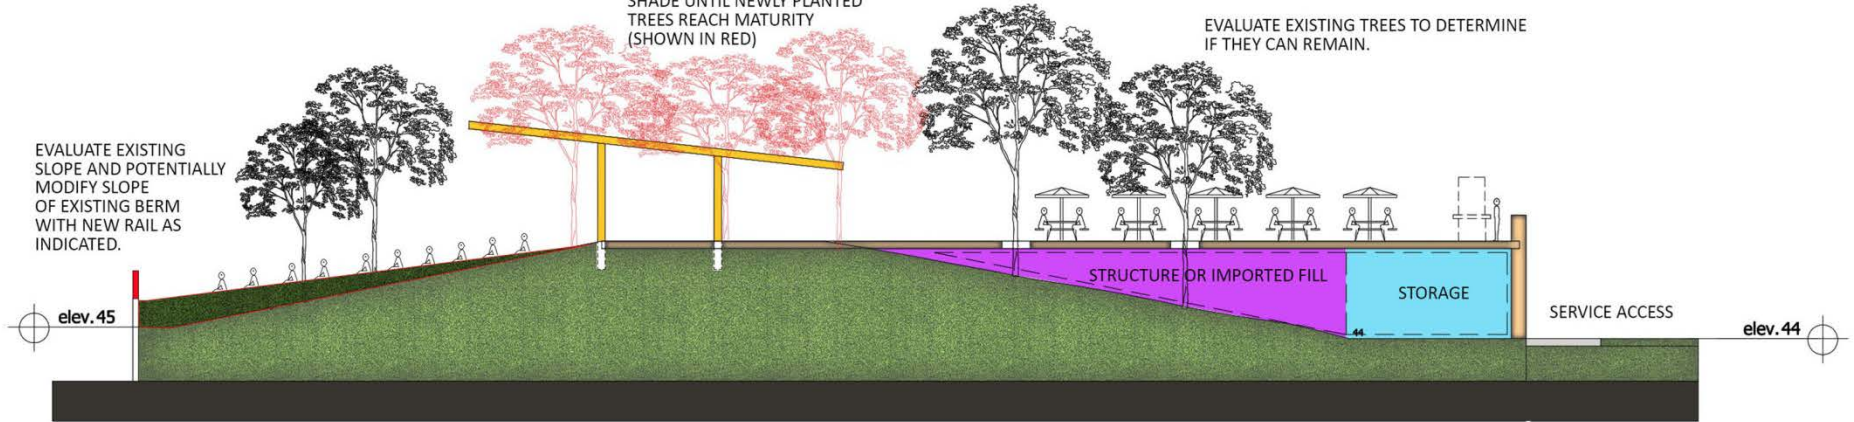 SHADE UNTIL NEWLY PLANTED
TREES REACH MATURITY
(SHOWN IN RED)
EVALUATE EXISTING TREES TO DETERMINE
IF THEY CAN REMAIN.
EVALUATE EXISTING
SLOPE AND POTENTIALLY
MODIFY SLOPE
OF EXISTING BERM
WITH NEW RAIL AS
INDICATED.
STRUCTURE OR IMPORTED FILL
STORAGE
SERVICE ACCESS
elev. 45
44
elev. 44